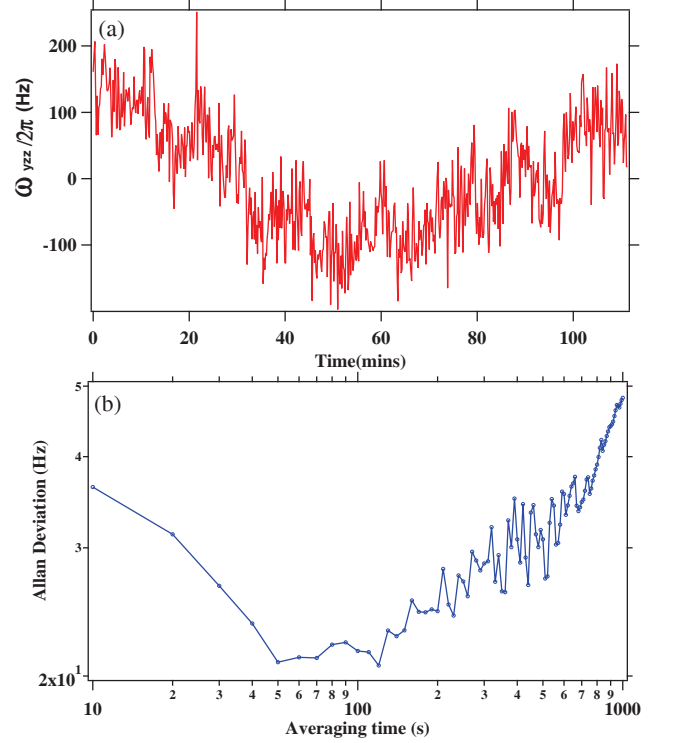 (a)
200
100
0
-100
ω yzz /2π (Hz)
0 20 40 60 80 100
Time(mins)
(b)
5
4
3
2x10¹
Allan Deviation (Hz)
2 3 4 5 6 7 8 9 2 3 4 5 6 7 8 9
10 100 1000
Averaging time (s)